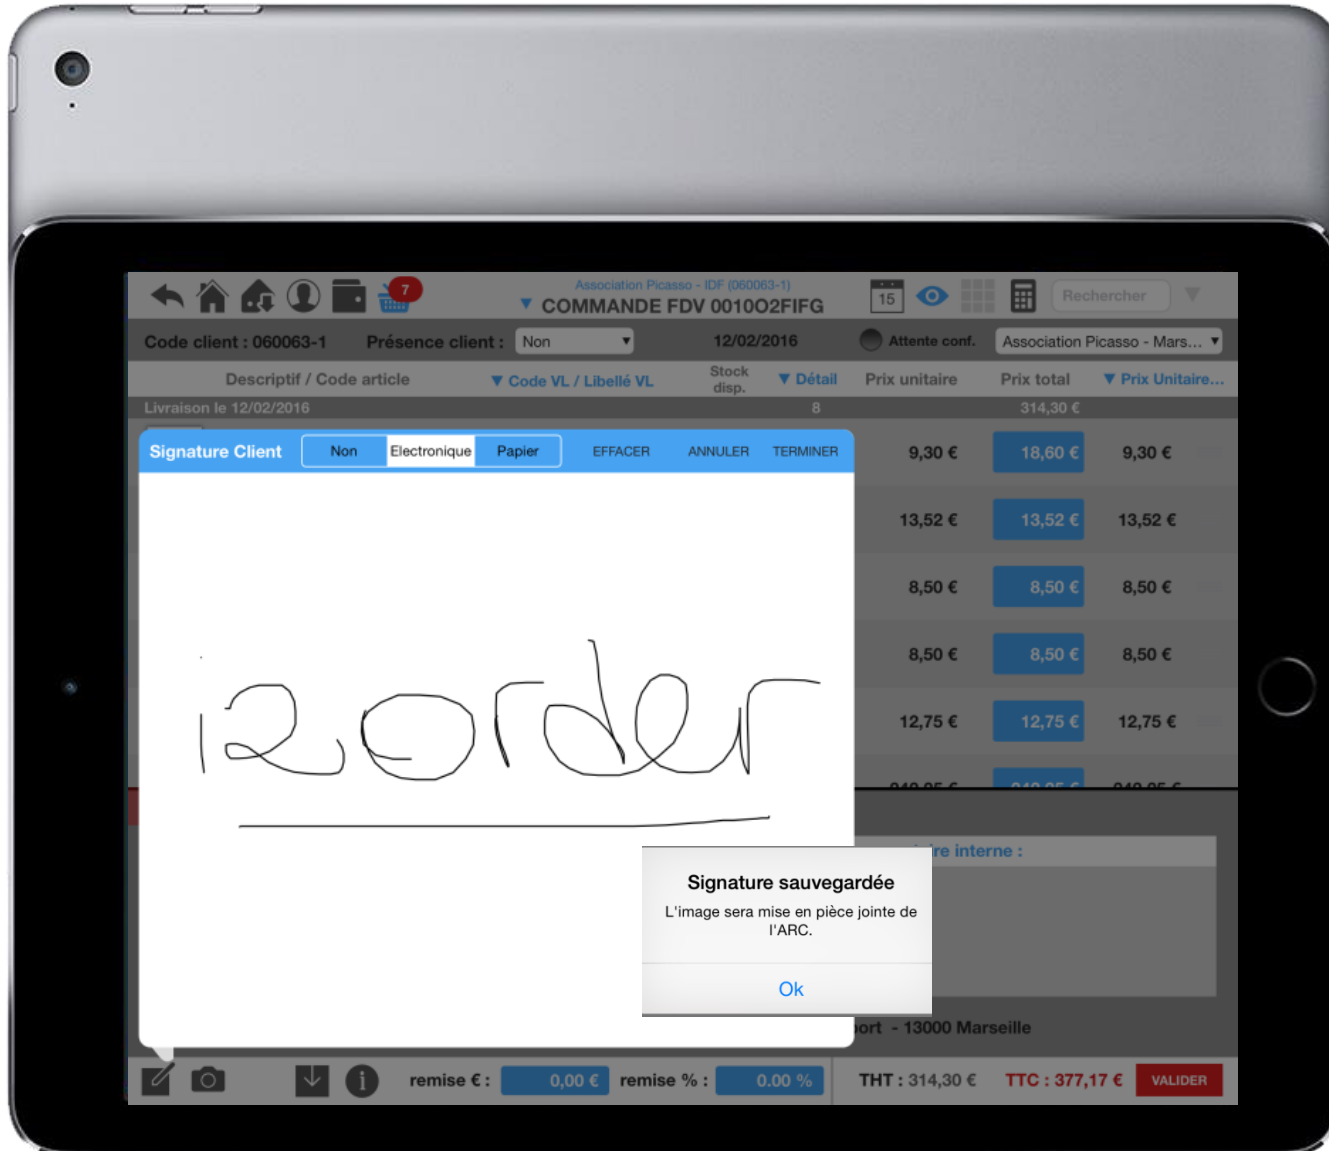 7
Association Picasso - IDF (060063-1)
▼ COMMANDE FDV 0010O2FIFG
15
Rechercher ▼
Code client : 060063-1 Présence client : Non ▼ 12/02/2016 Attente conf. Association Picasso - Mars... ▼
Descriptif / Code article ▼ Code VL / Libellé VL Stock disp. ▼ Détail Prix unitaire Prix total ▼ Prix Unitaire...
Livraison le 12/02/2016 8 314,30 €
Signature Client Non Electronique Papier EFFACER ANNULER TERMINER
9,30 € 18,60 € 9,30 €
13,52 € 13,52 € 13,52 €
8,50 € 8,50 € 8,50 €
8,50 € 8,50 € 8,50 €
12,75 € 12,75 € 12,75 €
i2order
interne :
Signature sauvegardée
L'image sera mise en pièce jointe de
l'ARC.
Ok
- 13000 Marseille
remise € : 0,00 € remise % : 0.00 % THT : 314,30 € TTC : 377,17 € VALIDER